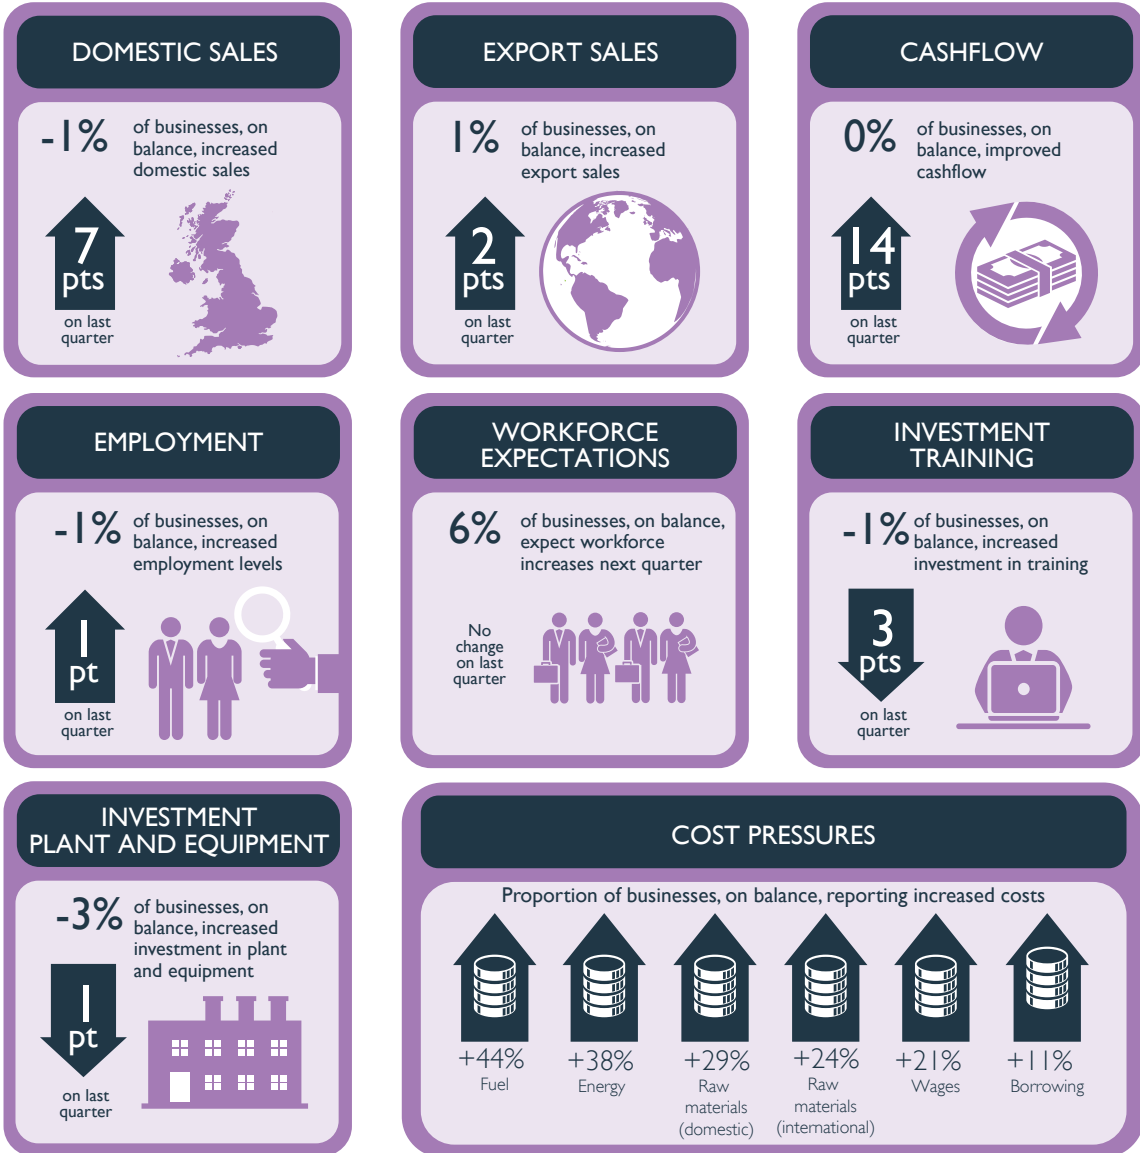 DOMESTIC SALES
-1%
of businesses, on
balance, increased
domestic sales
7
pts
on last
quarter
EXPORT SALES
1%
of businesses, on
balance, increased
export sales
2
pts
on last
quarter
CASHFLOW
0%
of businesses, on
balance, improved
cashflow
14
pts
on last
quarter
EMPLOYMENT
-1%
of businesses, on
balance, increased
employment levels
1
pt
on last
quarter
WORKFORCE
EXPECTATIONS
6%
of businesses, on balance,
expect workforce
increases next quarter
No
change
on last
quarter
INVESTMENT
TRAINING
-1%
of businesses, on
balance, increased
investment in training
3
pts
on last
quarter
INVESTMENT
PLANT AND EQUIPMENT
-3%
of businesses, on
balance, increased
investment in plant
and equipment
1
pt
on last
quarter
COST PRESSURES
Proportion of businesses, on balance, reporting increased costs
+44%
Fuel
+38%
Energy
+29%
Raw
materials
(domestic)
+24%
Raw
materials
(international)
+21%
Wages
+11%
Borrowing